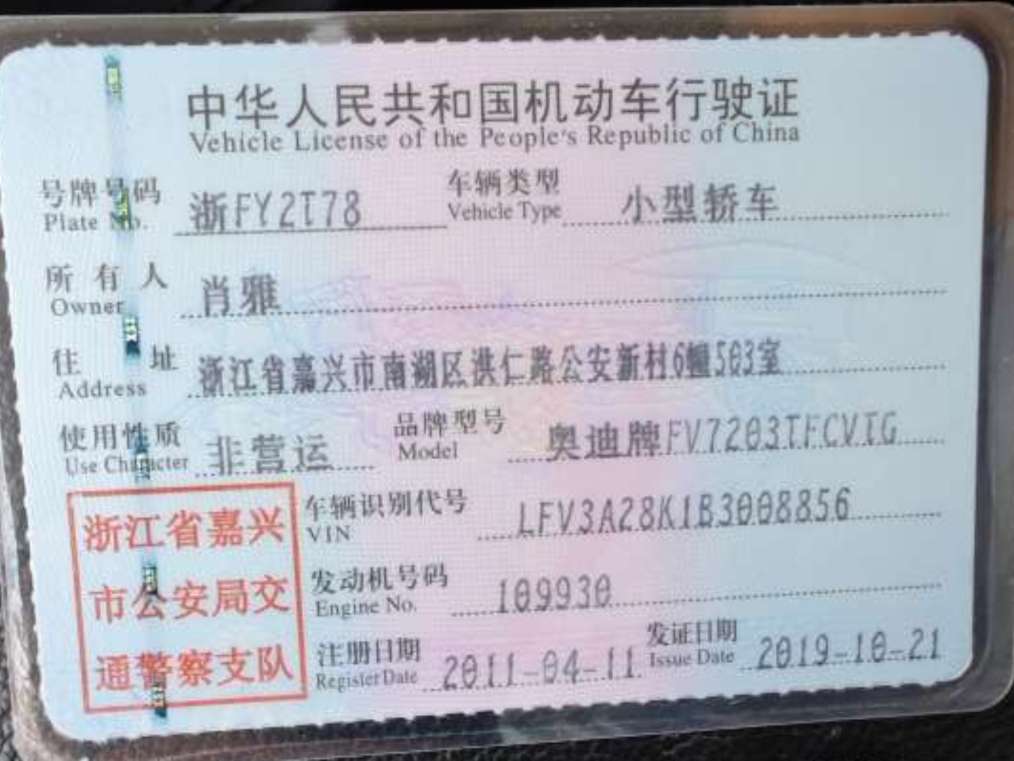 中华人民共和国机动车行驶证
Vehicle License of the People's Republic of China
号牌号码 浙FY2T78 车辆类型 小型轿车
Plate No. Vehicle Type
所有人 肖雅
Owner
住址 浙江省嘉兴市南湖区洪仁路公安新村6幢503室
Address
使用性质 非营运 品牌型号 奥迪牌FV7203TFCVTG
Use Character Model
车辆识别代号 LFV3A28K1B3008856
VIN
发动机号码 109930
Engine No.
注册日期 2011-04-11 发证日期 2019-10-21
Register Date Issue Date
浙江省嘉兴
市公安局交
通警察支队